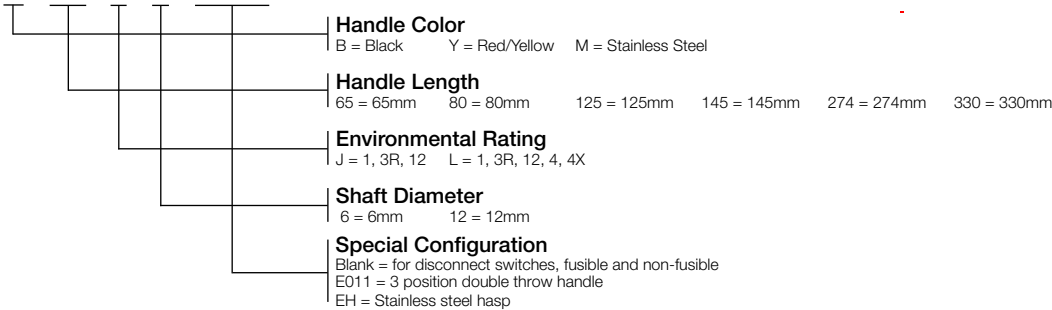 Handle Color
B = Black Y = Red/Yellow M = Stainless Steel
Handle Length
65 = 65mm 80 = 80mm 125 = 125mm 145 = 145mm 274 = 274mm 330 = 330mm
Environmental Rating
J = 1, 3R, 12 L = 1, 3R, 12, 4, 4X
Shaft Diameter
6 = 6mm 12 = 12mm
Special Configuration
Blank = for disconnect switches, fusible and non-fusible
E011 = 3 position double throw handle
EH = Stainless steel hasp